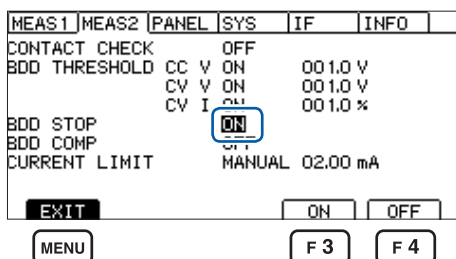 MEAS1 MEAS2 PANEL SYS IF INFO
CONTACT CHECK OFF
BDD THRESHOLD CC V ON 001.0 V
CV V ON 001.0 V
CV I ON 001.0 %
BDD STOP ON
BDD COMP OFF
CURRENT LIMIT MANUAL 02.00 mA
EXIT ON OFF
MENU F 3 F 4